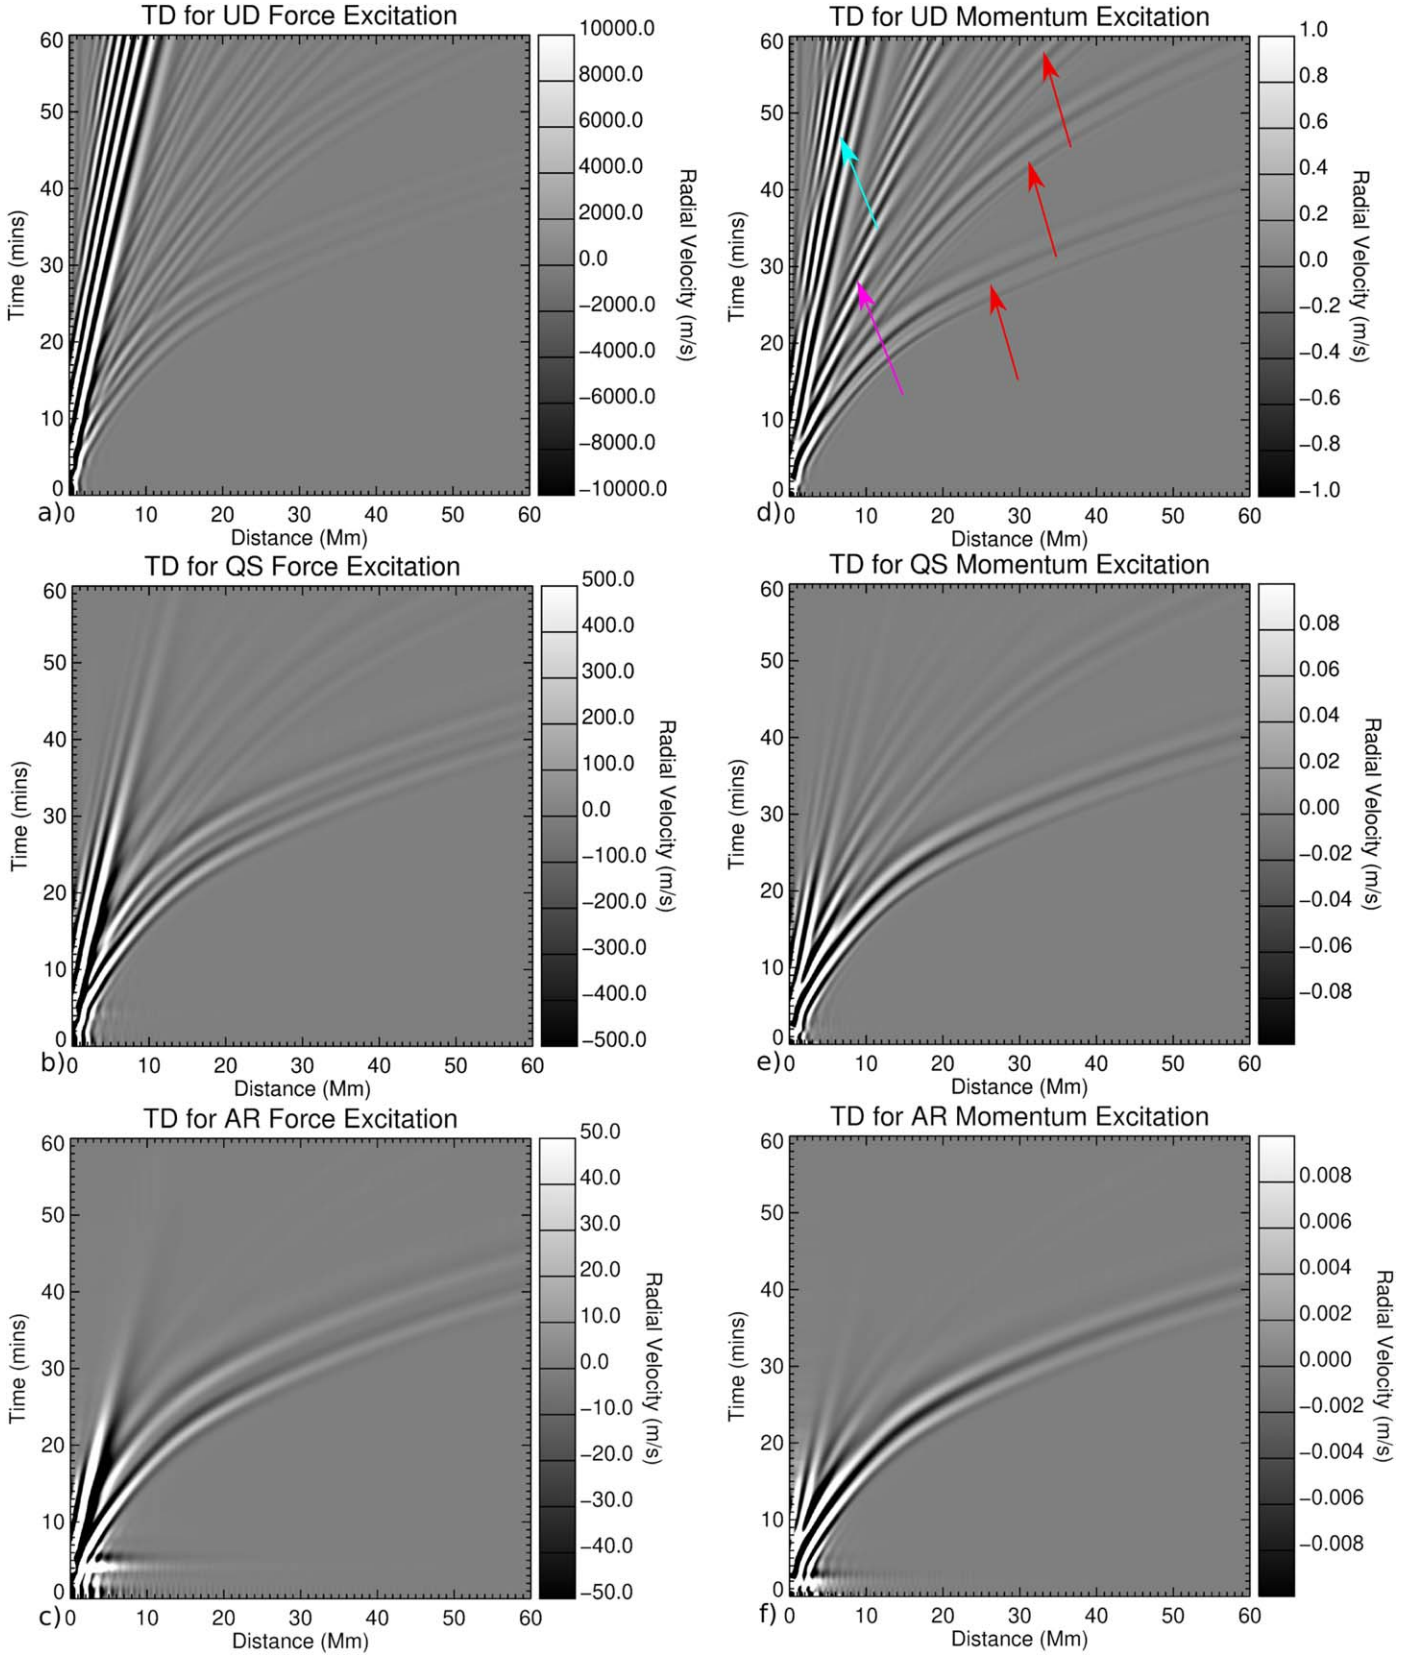 TD for UD Force Excitation
60
50
40
30
20
10
0
a)
0 10 20 30 40 50 60
Distance (Mm)
Time (mins)
10000.0
8000.0
6000.0
4000.0
2000.0
0.0
−2000.0
−4000.0
−6000.0
−8000.0
−10000.0
Radial Velocity (m/s)
TD for UD Momentum Excitation
60
50
40
30
20
10
0
d)
0 10 20 30 40 50 60
Distance (Mm)
Time (mins)
1.0
0.8
0.6
0.4
0.2
0.0
−0.2
−0.4
−0.6
−0.8
−1.0
Radial Velocity (m/s)
TD for QS Force Excitation
60
50
40
30
20
10
0
b)
0 10 20 30 40 50 60
Distance (Mm)
Time (mins)
500.0
400.0
300.0
200.0
100.0
0.0
−100.0
−200.0
−300.0
−400.0
−500.0
Radial Velocity (m/s)
TD for QS Momentum Excitation
60
50
40
30
20
10
0
e)
0 10 20 30 40 50 60
Distance (Mm)
Time (mins)
0.08
0.06
0.04
0.02
0.00
−0.02
−0.04
−0.06
−0.08
Radial Velocity (m/s)
TD for AR Force Excitation
60
50
40
30
20
10
0
c)
0 10 20 30 40 50 60
Distance (Mm)
Time (mins)
50.0
40.0
30.0
20.0
10.0
0.0
−10.0
−20.0
−30.0
−40.0
−50.0
Radial Velocity (m/s)
TD for AR Momentum Excitation
60
50
40
30
20
10
0
f)
0 10 20 30 40 50 60
Distance (Mm)
Time (mins)
0.008
0.006
0.004
0.002
0.000
−0.002
−0.004
−0.006
−0.008
Radial Velocity (m/s)